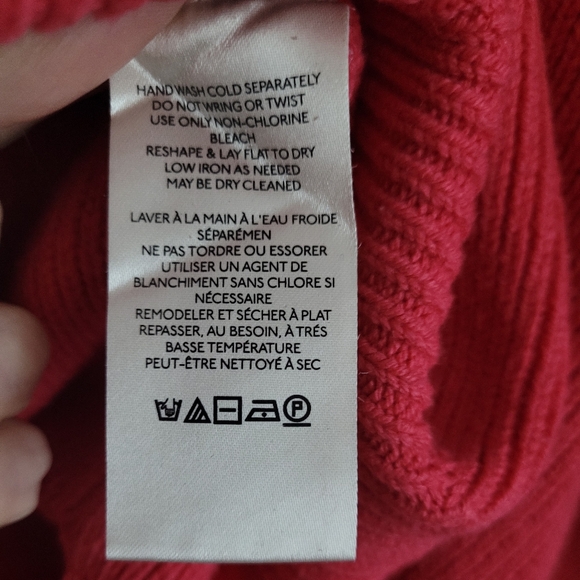 HAND WASH COLD SEPARATELY
DO NOT WRING OR TWIST
USE ONLY NON-CHLORINE
BLEACH
RESHAPE & LAY FLAT TO DRY
LOW IRON AS NEEDED
MAY BE DRY CLEANED
LAVER À LA MAIN À L'EAU FROIDE
SÉPARÉMEN
NE PAS TORDRE OU ESSORER
UTILISER UN AGENT DE
BLANCHIMENT SANS CHLORE SI
NÉCESSAIRE
REMODELER ET SÉCHER À PLAT
REPASSER, AU BESOIN, À TRÉS
BASSE TEMPÉRATURE
PEUT-ÊTRE NETTOYÉ À SEC
P